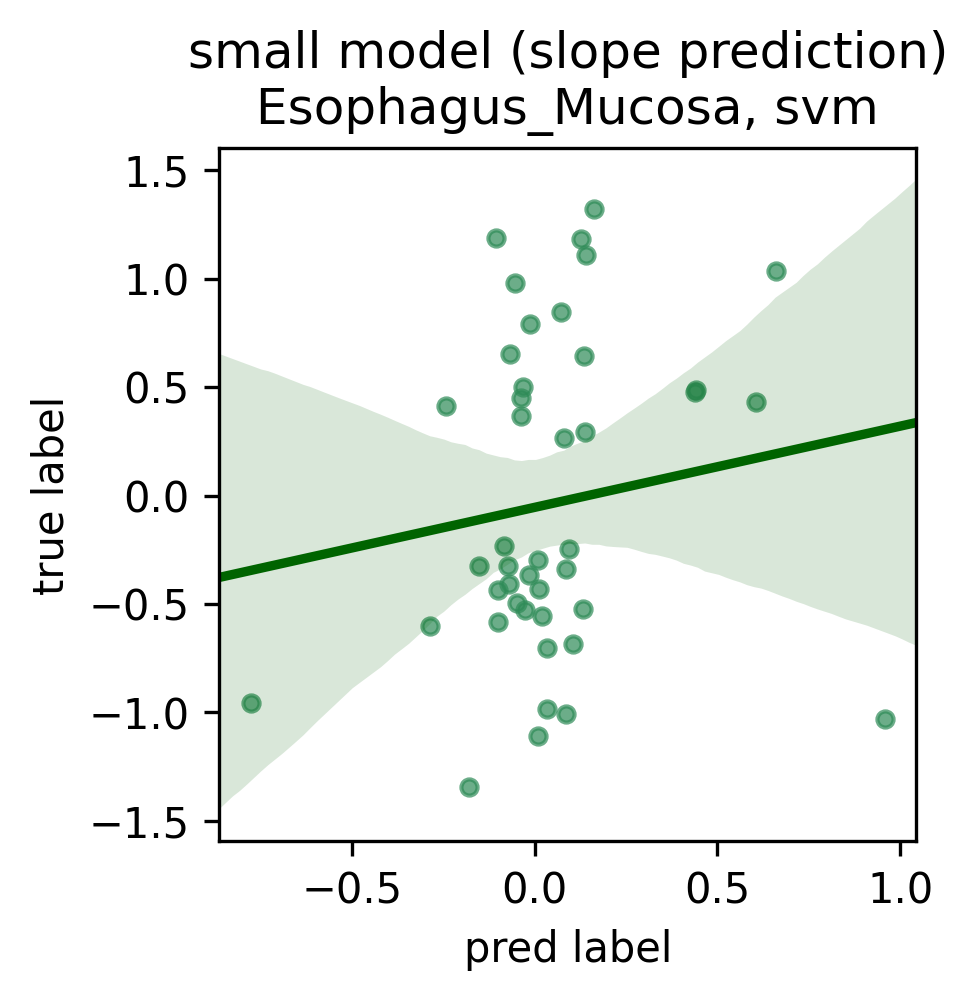 small model (slope prediction)
Esophagus_Mucosa, svm
1.5
1.0
0.5
0.0
−0.5
−1.0
−1.5
true label
−0.5
0.0
0.5
1.0
pred label